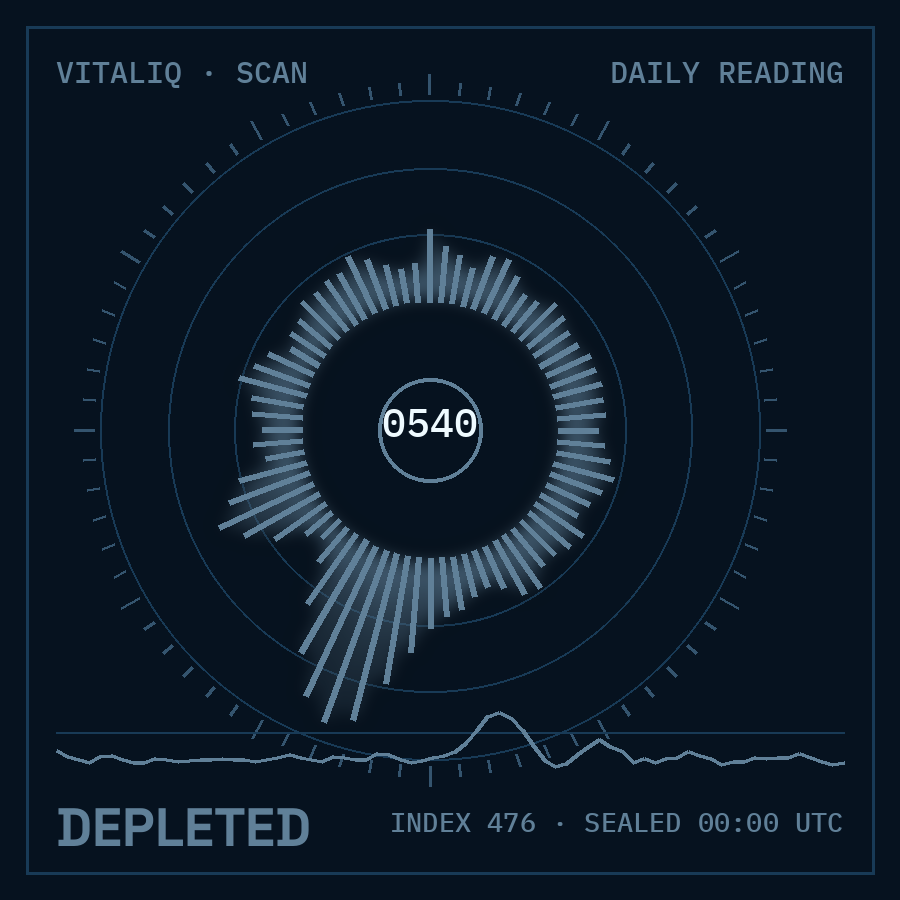 VITALIQ · SCAN
DAILY READING
0540
DEPLETED
INDEX 476 · SEALED 00:00 UTC